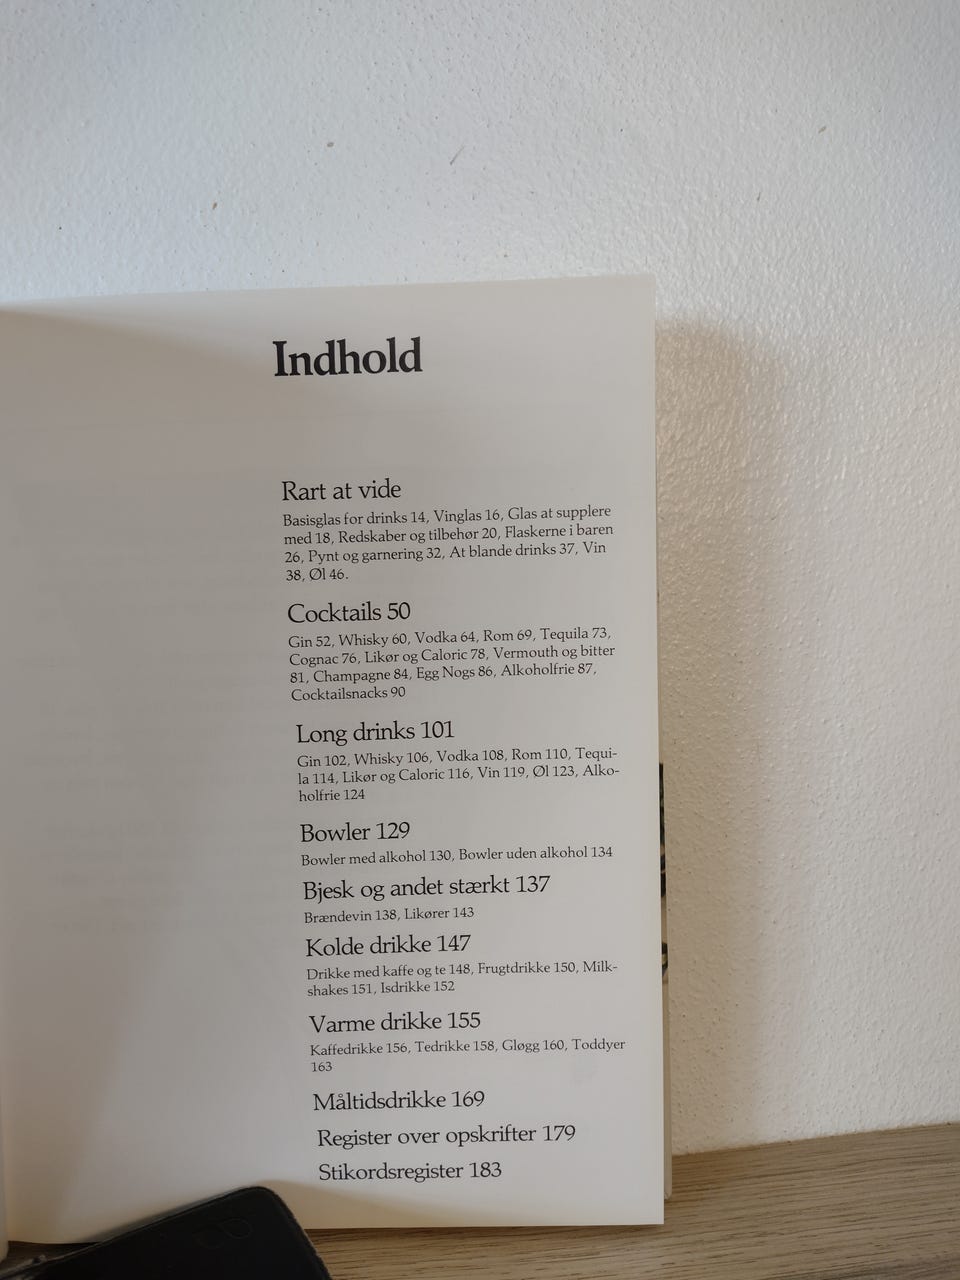 Indhold
Rart at vide
Basisglas for drinks 14, Vinglas 16, Glas at supplere
med 18, Redskaber og tilbehør 20, Flaskerne i baren
26, Pynt og garnering 32, At blande drinks 37, Vin
38, Øl 46.
Cocktails 50
Gin 52, Whisky 60, Vodka 64, Rom 69, Tequila 73,
Cognac 76, Likør og Caloric 78, Vermouth og bitter
81, Champagne 84, Egg Nogs 86, Alkoholfrie 87,
Cocktailsnacks 90
Long drinks 101
Gin 102, Whisky 106, Vodka 108, Rom 110, Tequi-
la 114, Likør og Caloric 116, Vin 119, Øl 123, Alko-
holfrie 124
Bowler 129
Bowler med alkohol 130, Bowler uden alkohol 134
Bjesk og andet stærkt 137
Brændevin 138, Likører 143
Kolde drikke 147
Drikke med kaffe og te 148, Frugtdrikke 150, Milk-
shakes 151, Isdrikke 152
Varme drikke 155
Kaffedrikke 156, Tedrikke 158, Gløgg 160, Toddyer
163
Måltidsdrikke 169
Register over opskrifter 179
Stikordsregister 183